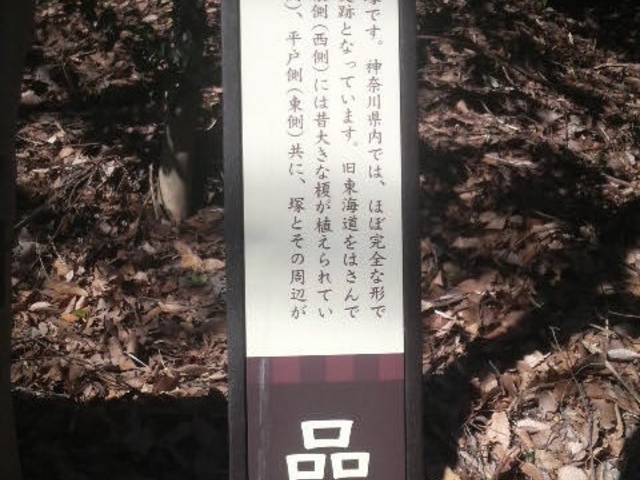 塚です。神奈川県内では、ほぼ完全な形で
跡となっています。旧東海道をはさんで
側（西側）には昔大きな榎が植えられてい
）、平戸側（東側）共に、塚とその周辺が
品